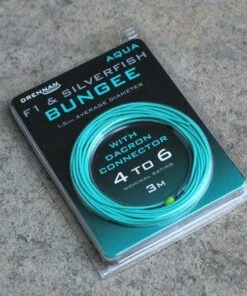 DRENNAN
AQUA
F1 & SILVERFISH
BUNGEE
1.5mm AVERAGE DIAMETER
WITH
DACRON
CONNECTOR
4 TO 6
NOMINAL RATING
3M